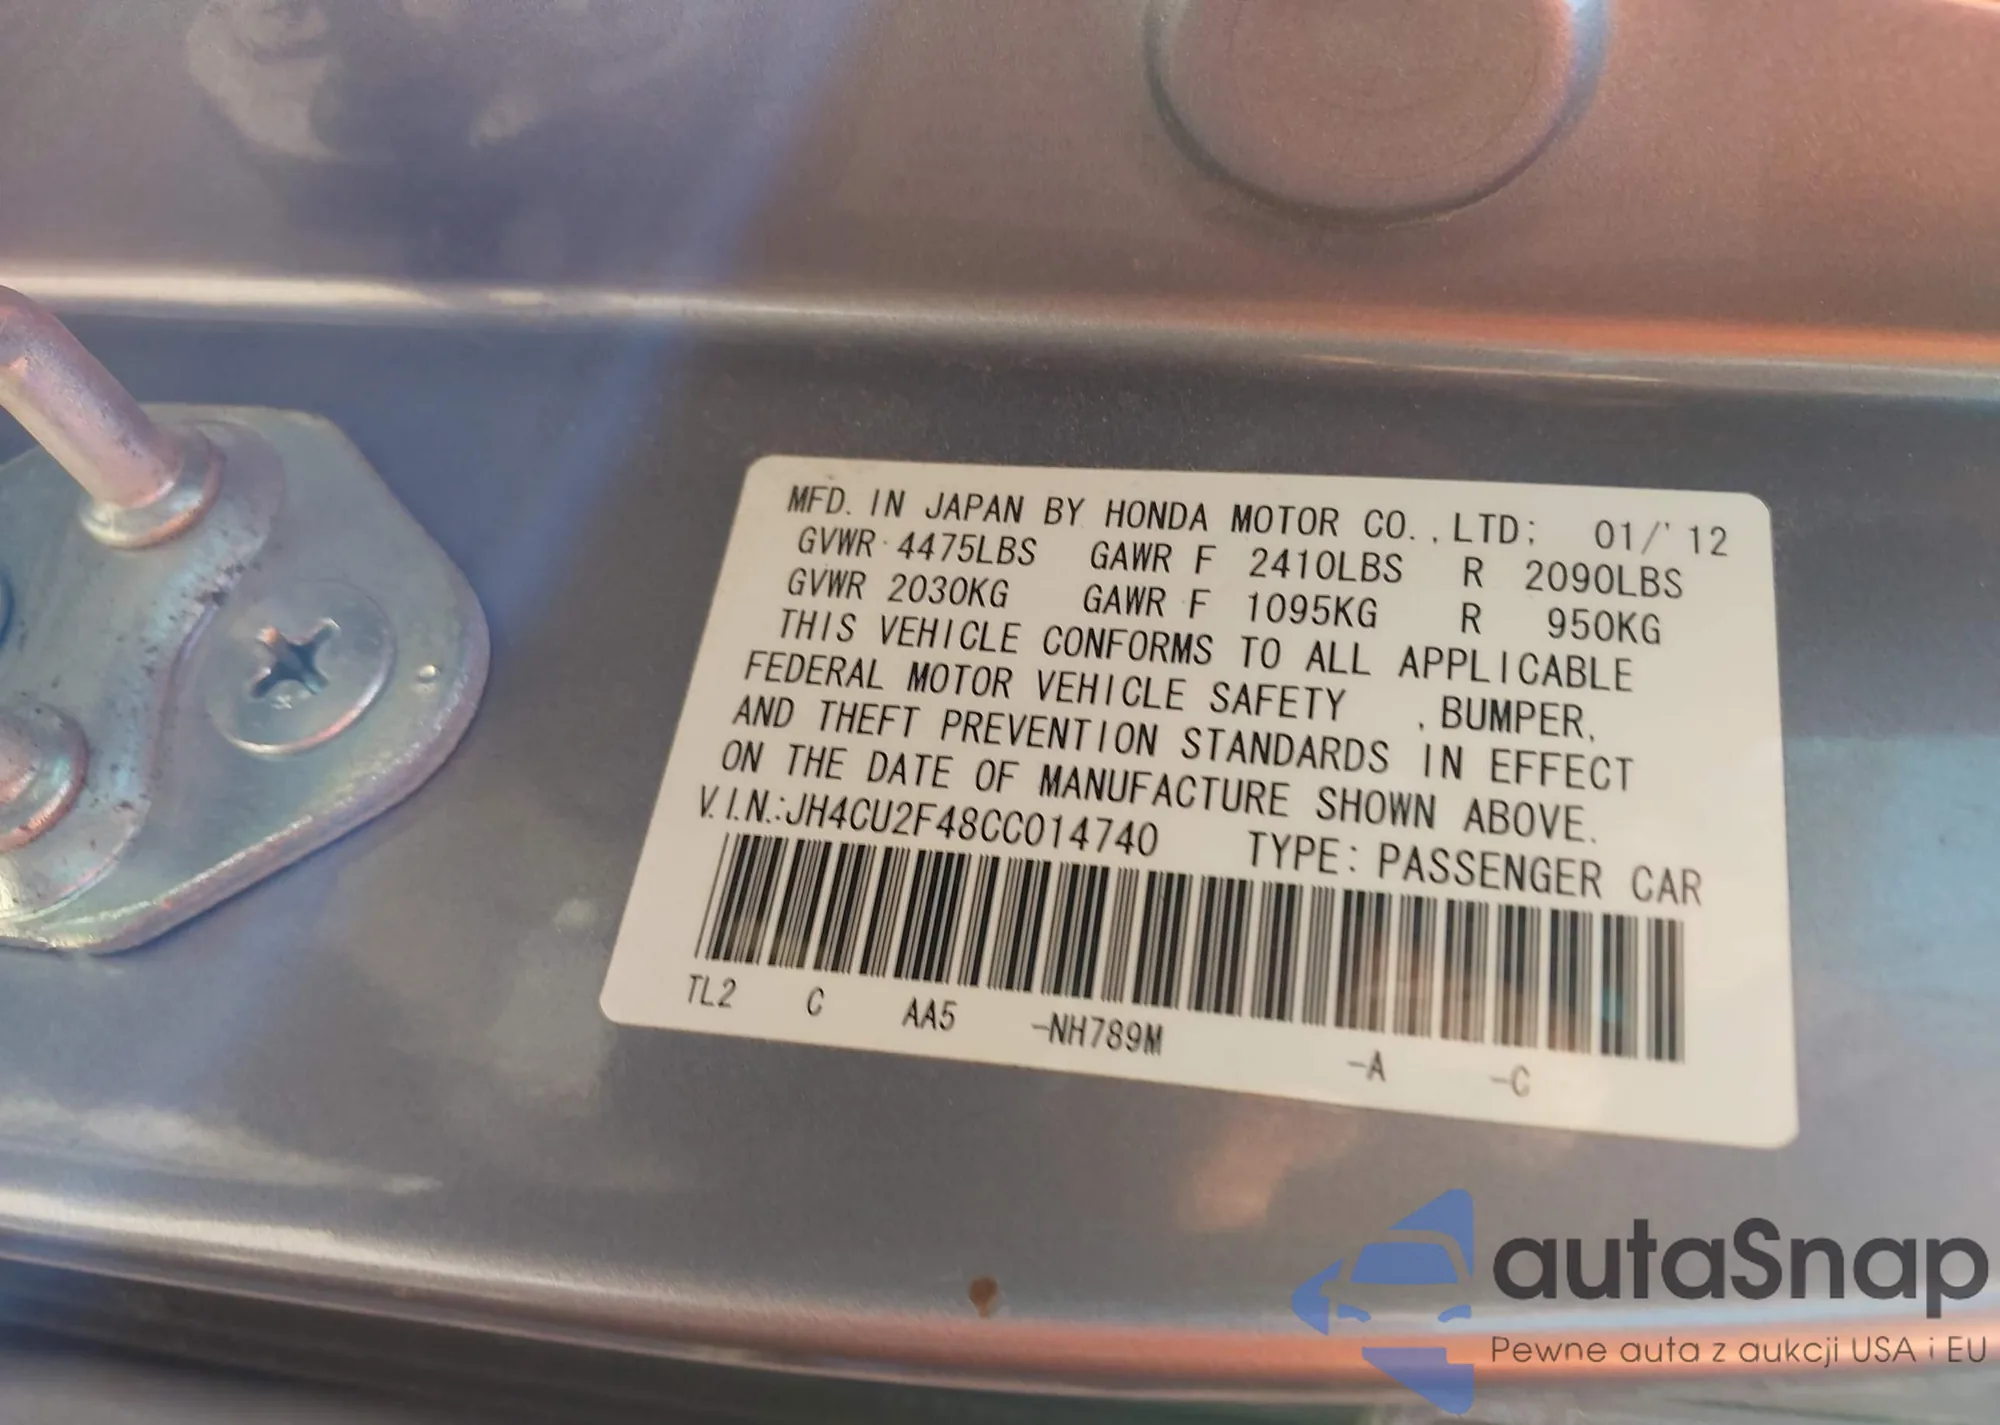 MFD. IN JAPAN BY HONDA MOTOR CO.,LTD; 01/'12
GVWR 4475LBS GAWR F 2410LBS R 2090LBS
GVWR 2030KG GAWR F 1095KG R 950KG
THIS VEHICLE CONFORMS TO ALL APPLICABLE
FEDERAL MOTOR VEHICLE SAFETY , BUMPER,
AND THEFT PREVENTION STANDARDS IN EFFECT
ON THE DATE OF MANUFACTURE SHOWN ABOVE.
V.I.N.:JH4CU2F48CC014740 TYPE: PASSENGER CAR
TL2 C AA5 -NH789M -A -C
autaSnap
Pewne auta z aukcji USA i EU